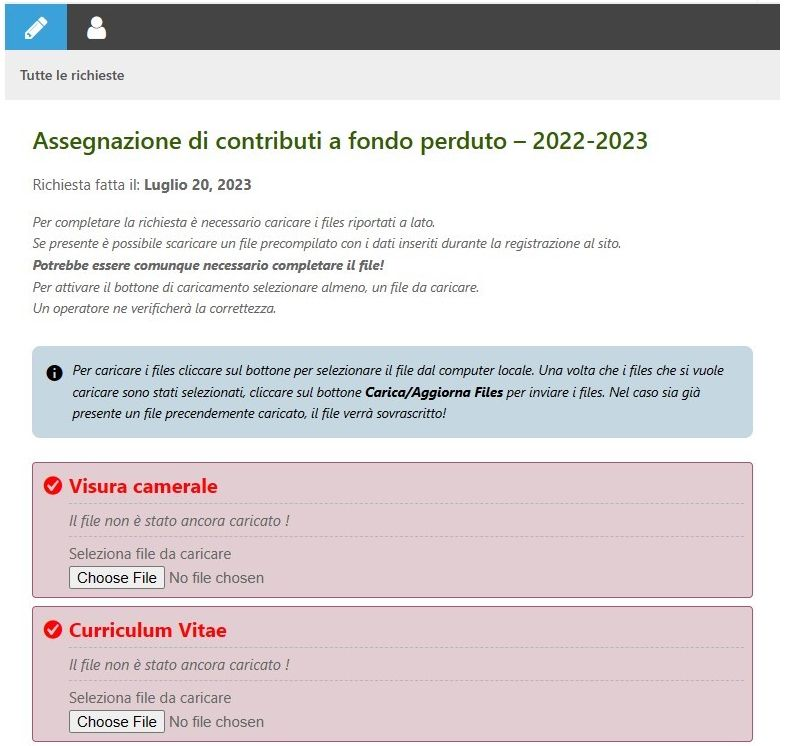 Tutte le richieste
Assegnazione di contributi a fondo perduto – 2022-2023
Richiesta fatta il: Luglio 20, 2023
Per completare la richiesta è necessario caricare i files riportati a lato.
Se presente è possibile scaricare un file precompilato con i dati inseriti durante la registrazione al sito.
Potrebbe essere comunque necessario completare il file!
Per attivare il bottone di caricamento selezionare almeno, un file da caricare.
Un operatore ne verificherà la correttezza.
Per caricare i files cliccare sul bottone per selezionare il file dal computer locale. Una volta che i files che si vuole
caricare sono stati selezionati, cliccare sul bottone Carica/Aggiorna Files per inviare i files. Nel caso sia già
presente un file precendemente caricato, il file verrà sovrascritto!
Visura camerale
Il file non è stato ancora caricato !
Seleziona file da caricare
Choose File No file chosen
Curriculum Vitae
Il file non è stato ancora caricato !
Seleziona file da caricare
Choose File No file chosen